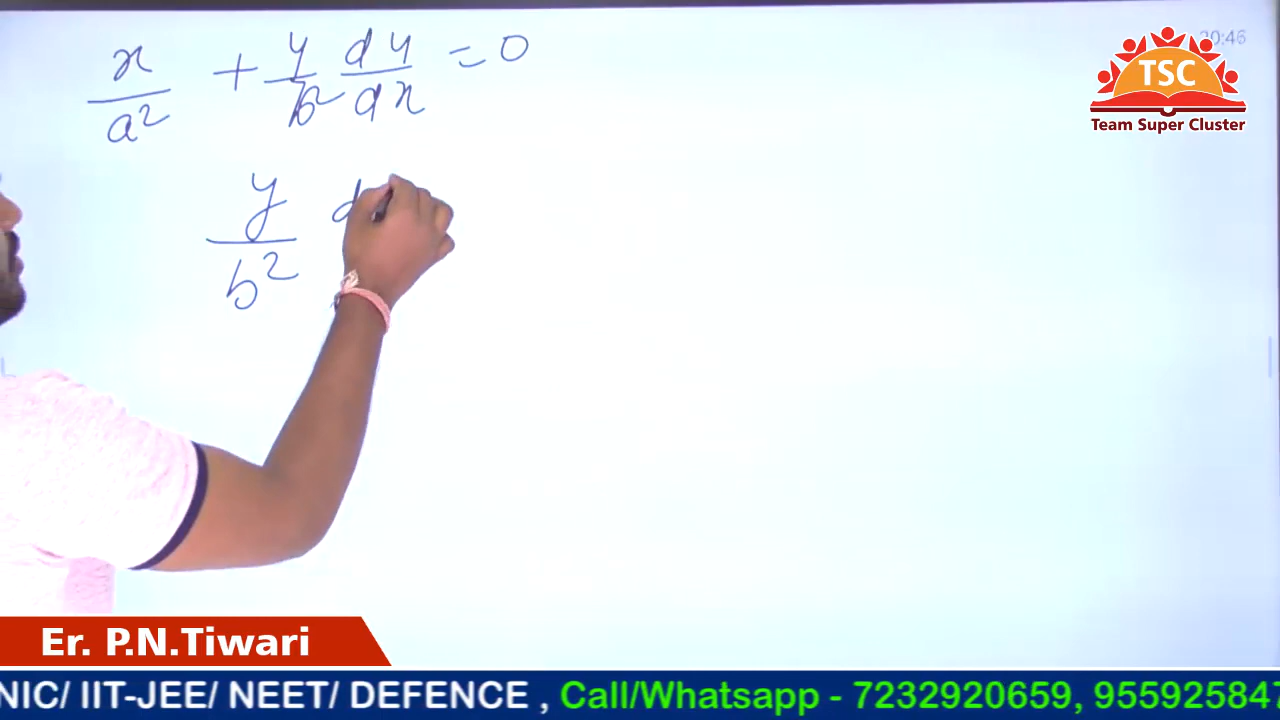 x/a² + y/b² dy/dx = 0
y/b² d
20:46
TSC
Team Super Cluster
Er. P.N.Tiwari
NIC/ IIT-JEE/ NEET/ DEFENCE , Call/Whatsapp - 7232920659, 955925847